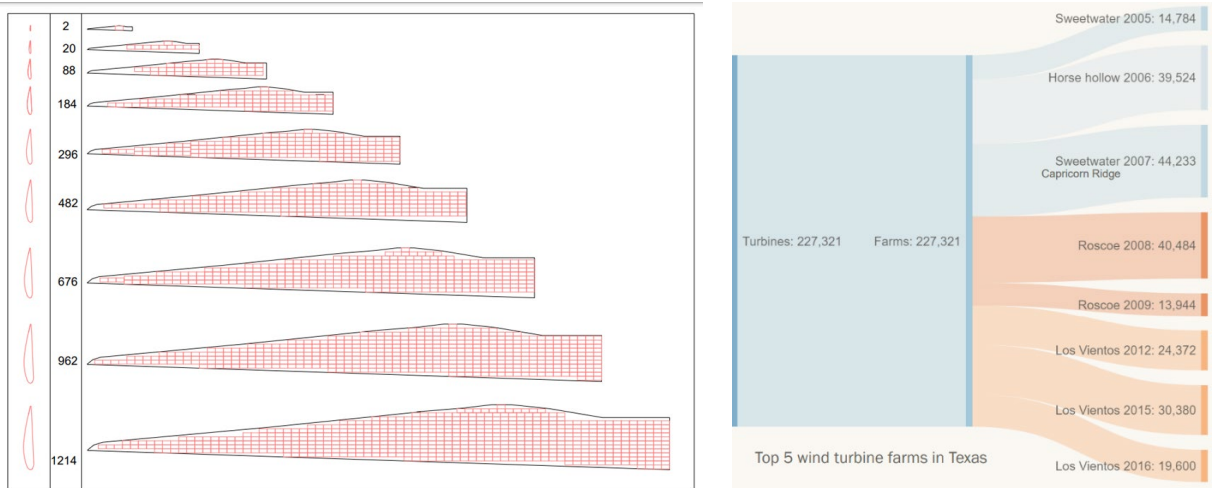 2
20
88
184
296
482
676
962
1214
Sweetwater 2005: 14,784
Horse hollow 2006: 39,524
Sweetwater 2007: 44,233
Capricorn Ridge
Turbines: 227,321
Farms: 227,321
Roscoe 2008: 40,484
Roscoe 2009: 13,944
Los Vientos 2012: 24,372
Los Vientos 2015: 30,380
Top 5 wind turbine farms in Texas
Los Vientos 2016: 19,600